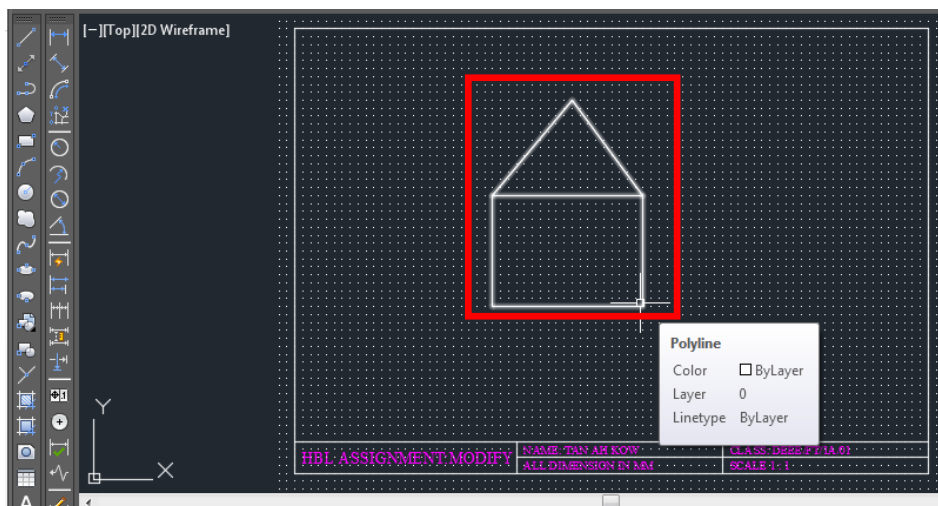 [−][Top][2D Wireframe]
Polyline
Color ByLayer
Layer 0
Linetype ByLayer
Y
X
HBL ASSIGNMENT:MODIFY
NAME: TAN AH KOW
ALL DIMENSION IN MM
SCALE 1 : 1
A